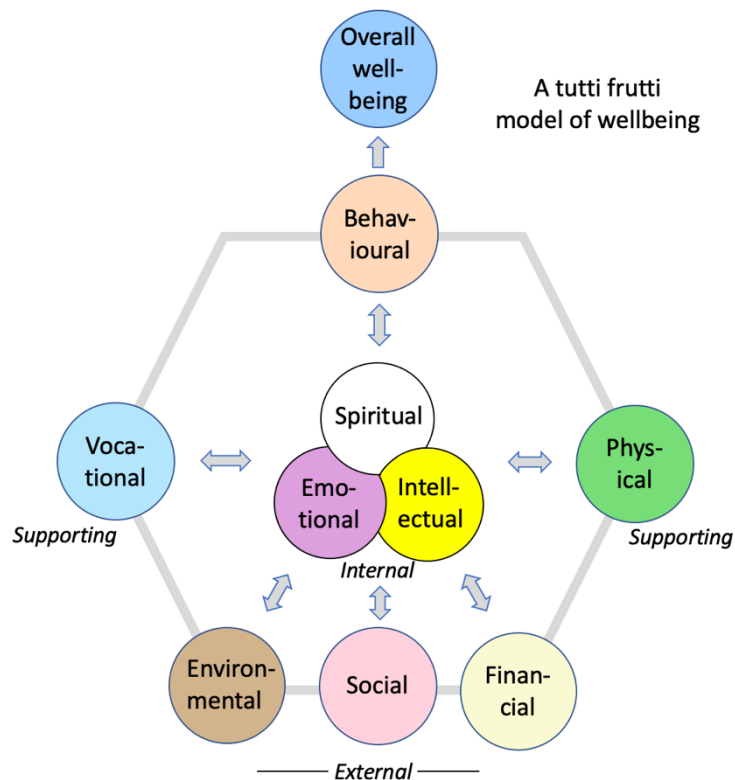 Overall
well-
being
A tutti frutti
model of wellbeing
Behav-
ioural
Spiritual
Voca-
tional
Phys-
ical
Emo-
tional
Intell-
ectual
Supporting
Supporting
Internal
Environ-
mental
Social
Finan-
cial
External